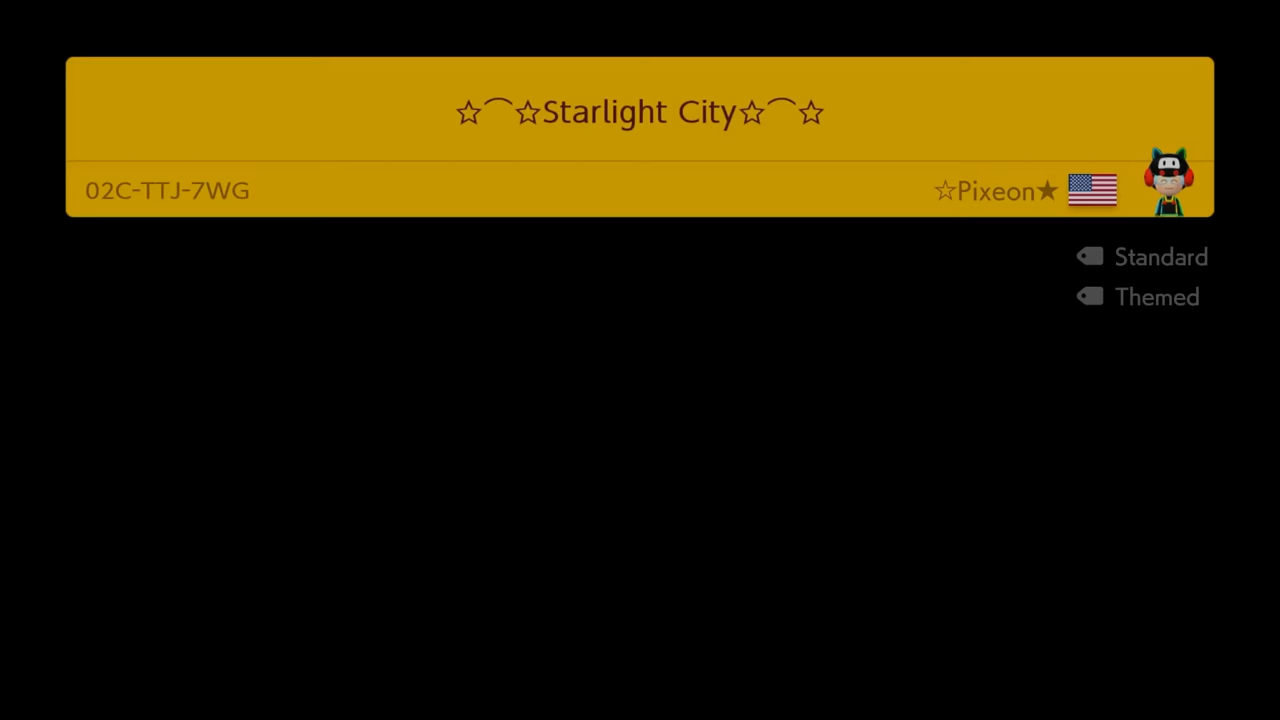 ☆⌒☆Starlight City☆⌒☆
02C-TTJ-7WG
☆Pixeon★
Standard
Themed